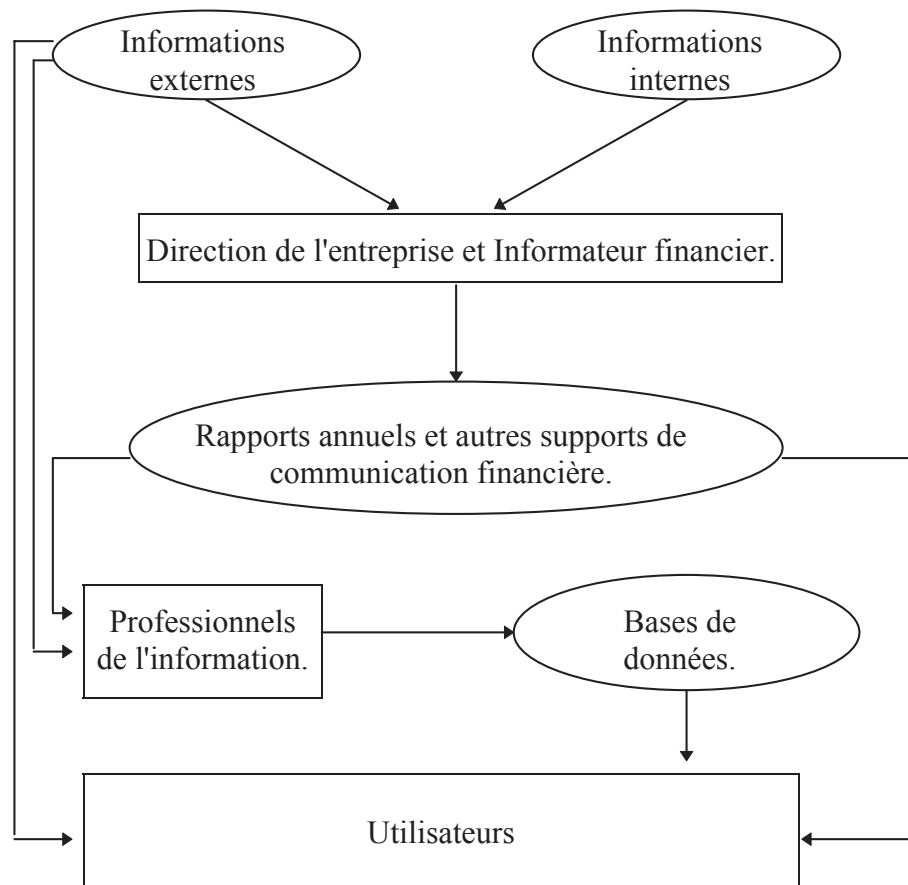 Informations
externes
Informations
internes
Direction de l'entreprise et Informateur financier.
Rapports annuels et autres supports de
communication financière.
Professionnels
de l'information.
Bases de
données.
Utilisateurs